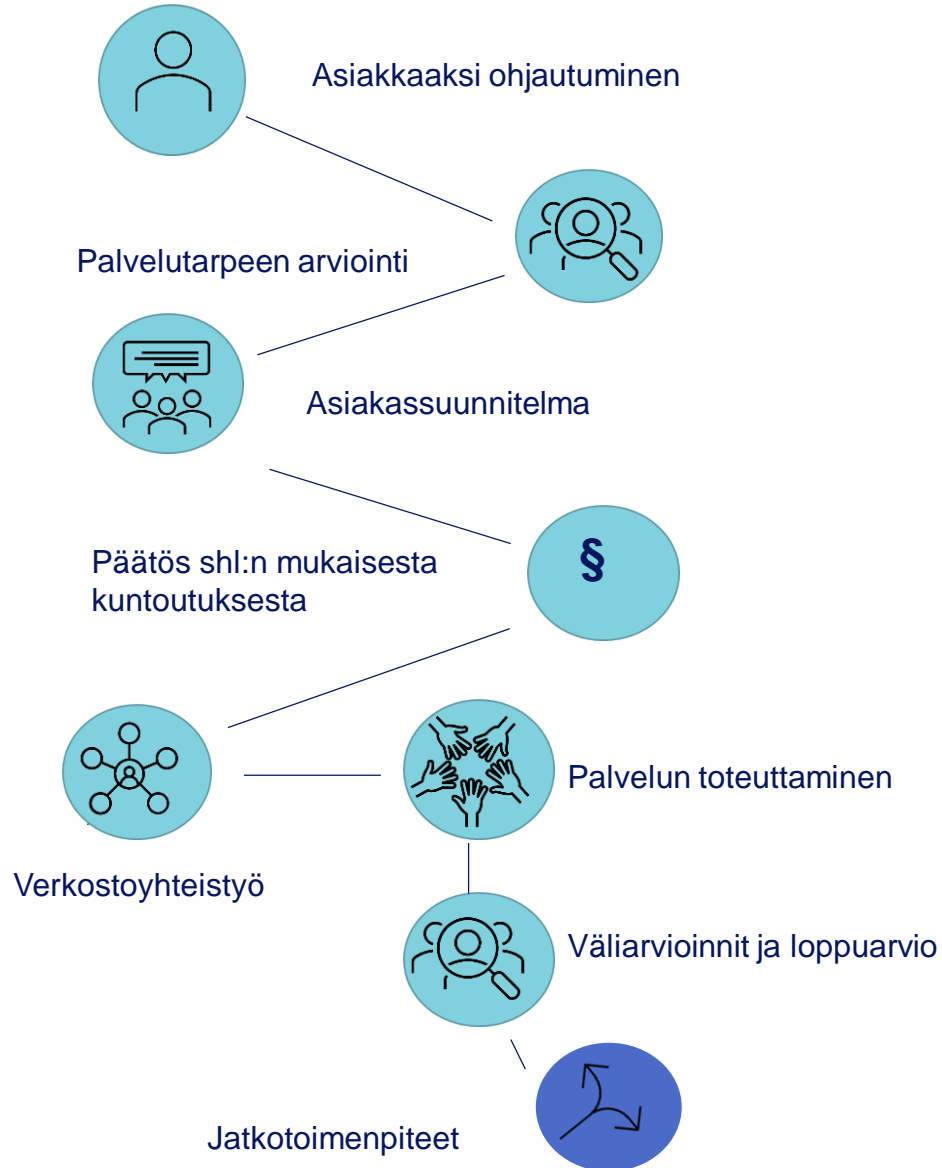 Asiakkaaksi ohjautuminen
Palvelutarpeen arviointi
Asiakassuunnitelma
Päätös shl:n mukaisesta
kuntoutuksesta
§
Palvelun toteuttaminen
Verkostoyhteistyö
Väliarvioinnit ja loppuarvio
Jatkotoimenpiteet